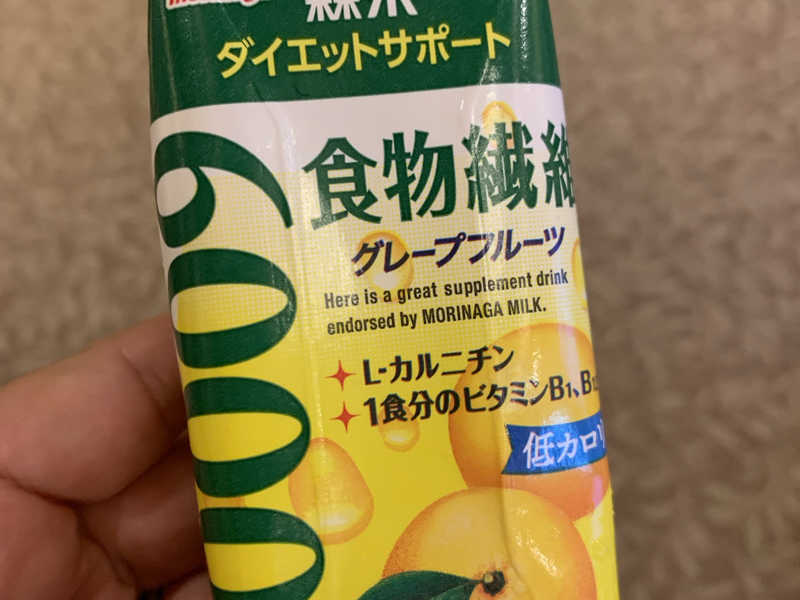 ダイエットサポート
6000
食物繊維
グレープフルーツ
Here is a great supplement drink
endorsed by MORINAGA MILK.
L-カルニチン
1食分のビタミンB1、B
低カロリ